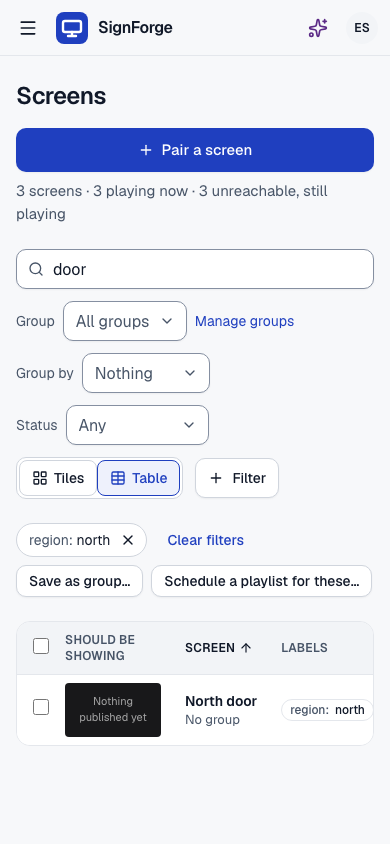 SignForge
ES
Screens
Pair a screen
3 screens · 3 playing now · 3 unreachable, still
playing
door
Group
All groups
Manage groups
Group by
Nothing
Status
Any
Tiles
Table
Filter
region: north
Clear filters
Save as group...
Schedule a playlist for these...
SHOULD BE
SHOWING
SCREEN
LABELS
Nothing
published yet
North door
No group
region: north